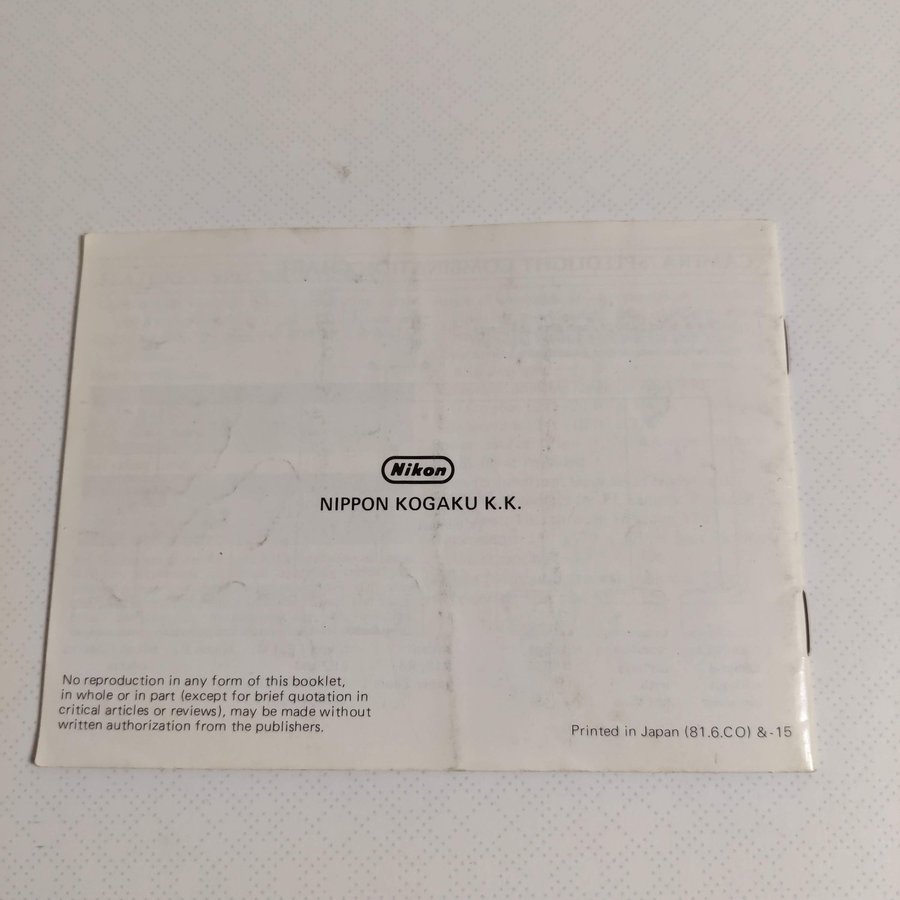 Nikon
NIPPON KOGAKU K.K.
No reproduction in any form of this booklet,
in whole or in part (except for brief quotation in
critical articles or reviews), may be made without
written authorization from the publishers.
Printed in Japan (81.6.CO) &-15